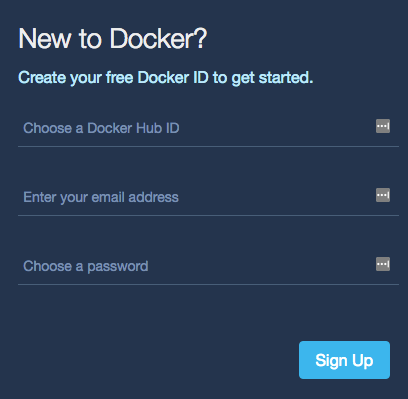 New to Docker?
Create your free Docker ID to get started.
Choose a Docker Hub ID
Enter your email address
Choose a password
Sign Up